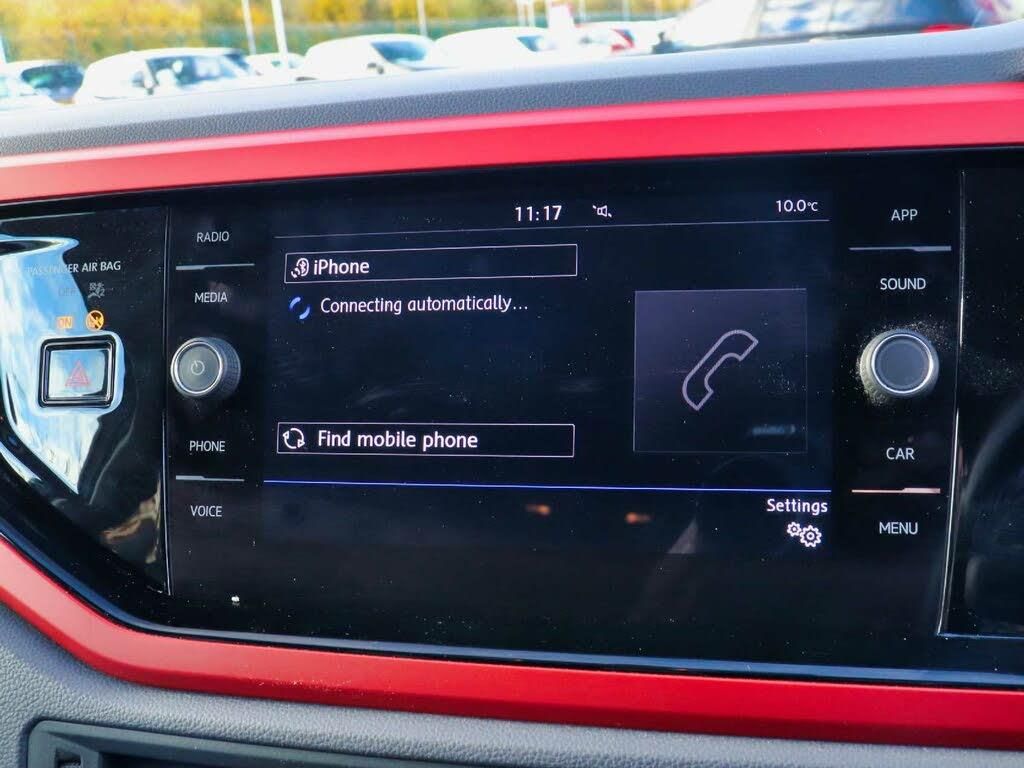 11:17
10.0°C
RADIO
MEDIA
PHONE
VOICE
PASSENGER AIR BAG
OFF
ON
iPhone
Connecting automatically...
Find mobile phone
Settings
APP
SOUND
CAR
MENU